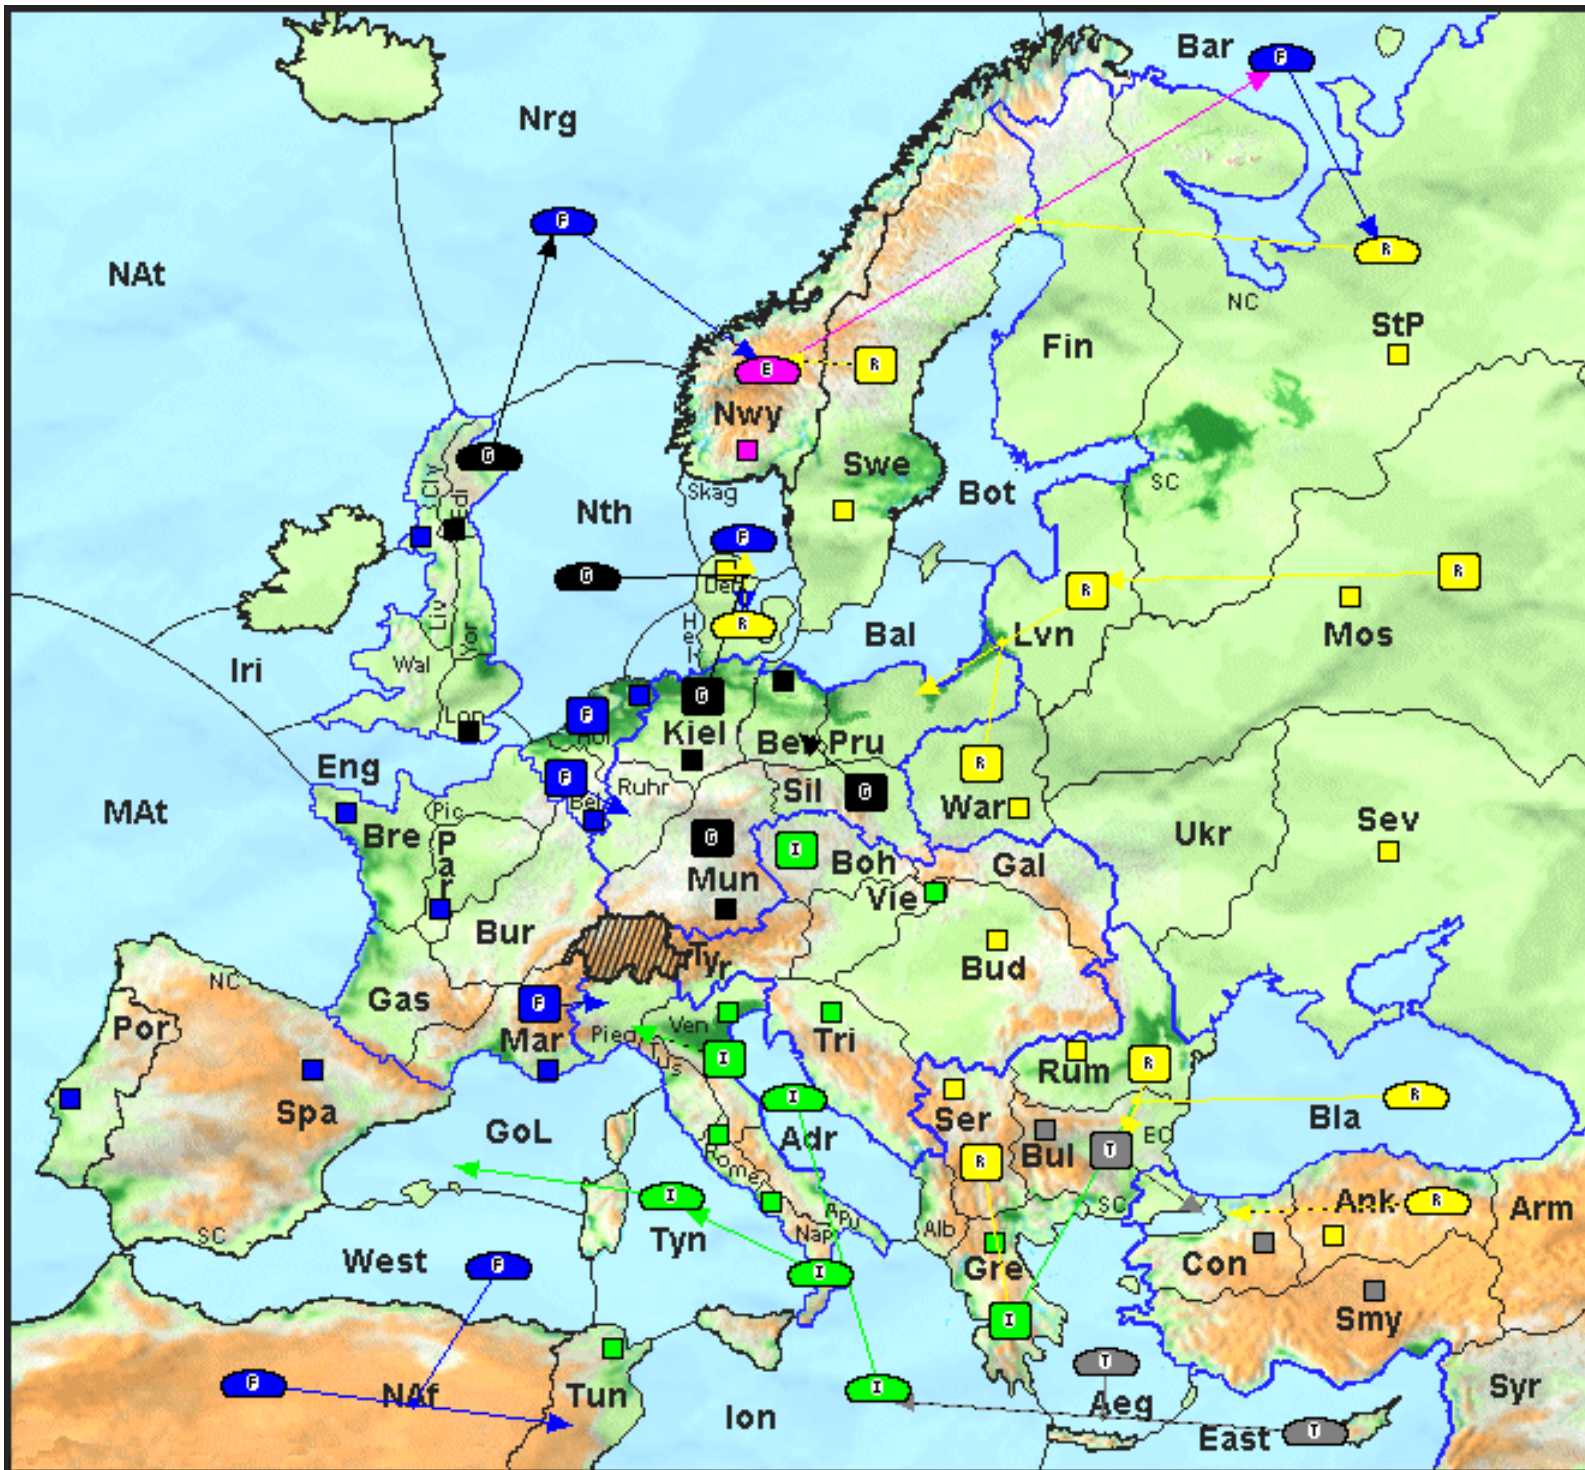 Bar
F
Nrg
F
NAt
R
NC
StP
Fin
E
R
Nwy
G
Swe
Cly
Edi
SC
Skag
Bot
Nth
F
G
Den
R
R
Hel
R
Liv
Yor
Bal
Lvn
Mos
Iri
Wal
G
Lon
F
Hol
Kiel
Ber
Pru
Eng
F
Ruhr
R
Sil
G
War
MAt
Pic
Bel
Bre
Par
G
I
Boh
Gal
Ukr
Sev
Mun
Vie
Bur
Tyr
Bud
NC
Gas
F
Por
Mar
Pied
Ven
Tri
Tus
I
Rum
R
Spa
GoL
I
Adr
Ser
R
Bla
Rome
R
Bul
T
EC
I
Apu
SC
Ank
R
Arm
SC
Tyn
Nap
Alb
West
F
I
Gre
Con
I
Smy
T
F
NAf
Tun
I
Aeg
Syr
Ion
East
T